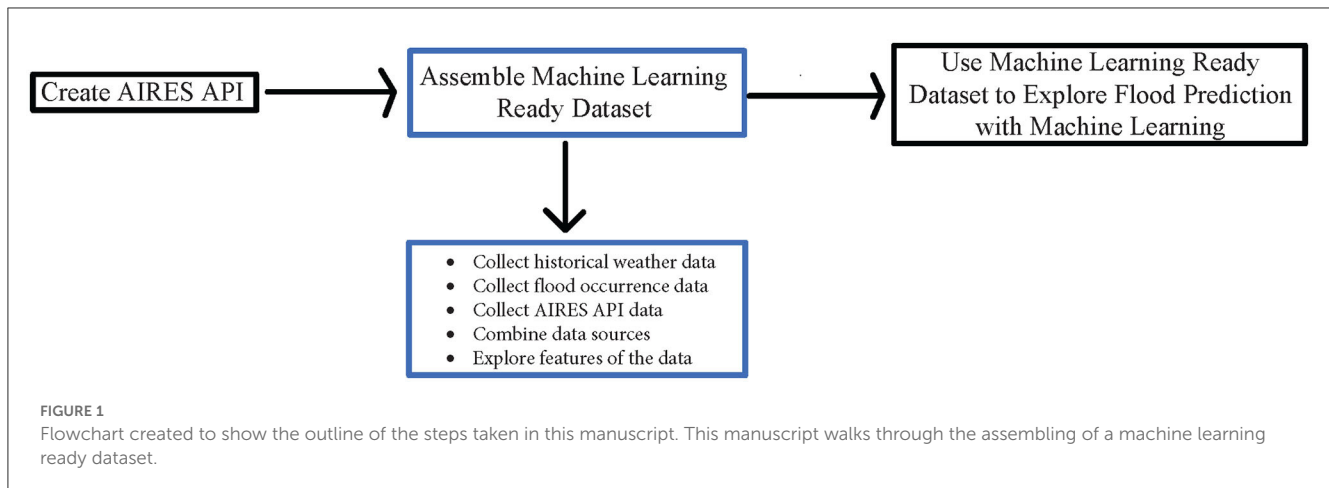 Create AIRES API
Assemble Machine Learning
Ready Dataset
Use Machine Learning Ready
Dataset to Explore Flood Prediction
with Machine Learning
• Collect historical weather data
• Collect flood occurrence data
• Collect AIRES API data
• Combine data sources
• Explore features of the data
FIGURE 1
Flowchart created to show the outline of the steps taken in this manuscript. This manuscript walks through the assembling of a machine learning
ready dataset.